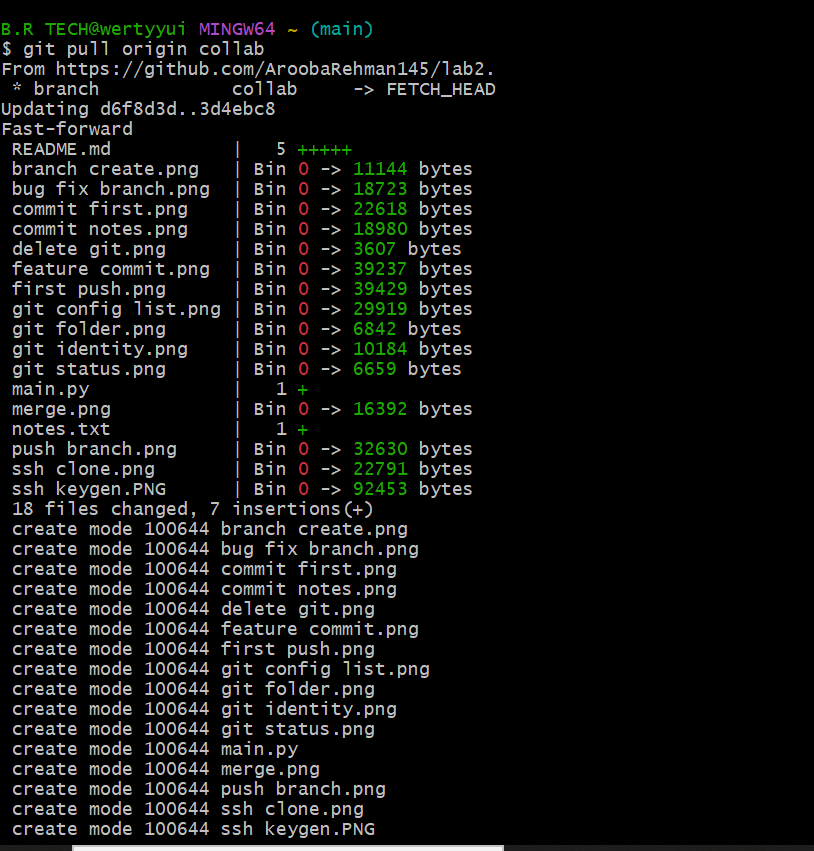 B.R TECH@wertyyui MINGW64 ~ (main)
$ git pull origin collab
From https://github.com/AroobaRehman145/lab2.
 * branch            collab     -> FETCH_HEAD
Updating d6f8d3d..3d4ebc8
Fast-forward
 README.md           |   5 +++++
 branch create.png   | Bin 0 -> 11144 bytes
 bug fix branch.png  | Bin 0 -> 18723 bytes
 commit first.png    | Bin 0 -> 22618 bytes
 commit notes.png    | Bin 0 -> 18980 bytes
 delete git.png      | Bin 0 -> 3607 bytes
 feature commit.png  | Bin 0 -> 39237 bytes
 first push.png      | Bin 0 -> 39429 bytes
 git config list.png | Bin 0 -> 29919 bytes
 git folder.png      | Bin 0 -> 6842 bytes
 git identity.png    | Bin 0 -> 10184 bytes
 git status.png      | Bin 0 -> 6659 bytes
 main.py             |   1 +
 merge.png           | Bin 0 -> 16392 bytes
 notes.txt           |   1 +
 push branch.png     | Bin 0 -> 32630 bytes
 ssh clone.png       | Bin 0 -> 22791 bytes
 ssh keygen.PNG      | Bin 0 -> 92453 bytes
 18 files changed, 7 insertions(+)
 create mode 100644 branch create.png
 create mode 100644 bug fix branch.png
 create mode 100644 commit first.png
 create mode 100644 commit notes.png
 create mode 100644 delete git.png
 create mode 100644 feature commit.png
 create mode 100644 first push.png
 create mode 100644 git config list.png
 create mode 100644 git folder.png
 create mode 100644 git identity.png
 create mode 100644 git status.png
 create mode 100644 main.py
 create mode 100644 merge.png
 create mode 100644 push branch.png
 create mode 100644 ssh clone.png
 create mode 100644 ssh keygen.PNG